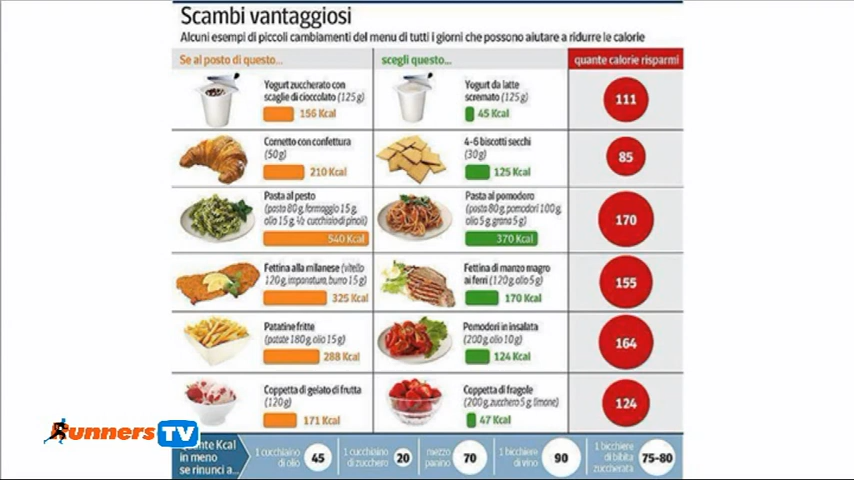 Scambi vantaggiosi
Alcuni esempi di piccoli cambiamenti del menu di tutti i giorni che possono aiutare a ridurre le calorie
Se al posto di questo...
scegli questo...
quante calorie risparmi
Yogurt zuccherato con
scaglie di cioccolato (125 g)
156 Kcal
Yogurt da latte
scremato (125 g)
45 Kcal
111
Cornetto con confettura
(50 g)
210 Kcal
4-6 biscotti secchi
(30 g)
125 Kcal
85
Pasta al pesto
(pasta 80 g, formaggio 15 g,
olio 15 g, ½ cucchiaio di pinoli)
540 Kcal
Pasta al pomodoro
(pasta 80 g, pomodori 100 g,
olio 5 g, grana 5 g)
370 Kcal
170
Fettina alla milanese (vitello
120 g, impanatura, burro 15 g)
325 Kcal
Fettina di manzo magro
ai ferri (120 g, olio 5 g)
170 Kcal
155
Patatine fritte
(patate 180 g, olio 15 g)
288 Kcal
Pomodori in insalata
(200 g, olio 10 g)
124 Kcal
164
Coppetta di gelato di frutta
(120 g)
171 Kcal
Coppetta di fragole
(200 g, zucchero 5 g, limone)
47 Kcal
124
unners TV
Kcal
in meno
se rinunci a...
1 cucchiaino
di olio
45
1 cucchiaino
di zucchero
20
mezzo
panino
70
1 bicchiere
di vino
90
1 bicchiere
di bibita
zuccherata
75-80